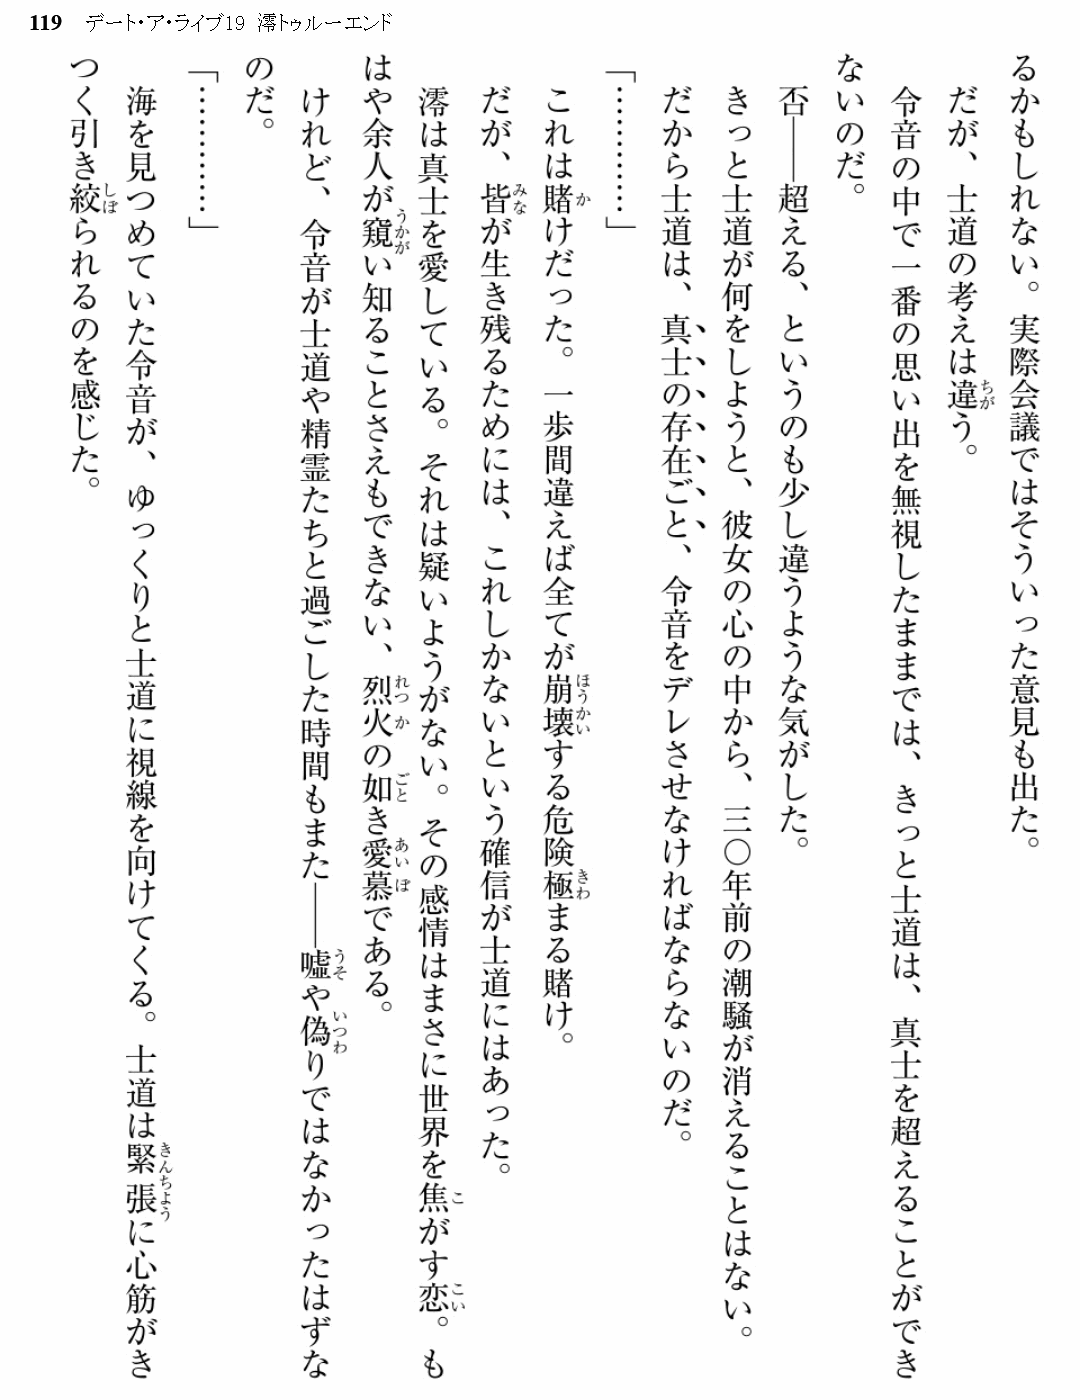 119 デート・ア・ライブ19 澪トゥルーエンド
るかもしれない。実際会議ではそういった意見も出た。
だが、士道の考えは違う。
令音の中で一番の思い出を無視したままでは、きっと士道は、真士を超えることができ
ないのだ。
否――超える、というのも少し違うような気がした。
きっと士道が何をしようと、彼女の心の中から、三〇年前の潮騒が消えることはない。
だから士道は、真士の存在ごと、令音をデレさせなければならないのだ。
「…………」
これは賭けだった。一歩間違えば全てが崩壊する危険極まる賭け。
だが、皆が生き残るためには、これしかないという確信が士道にはあった。
澪は真士を愛している。それは疑いようがない。その感情はまさに世界を焦がす恋。も
はや余人が窺い知ることさえもできない、烈火の如き愛慕である。
けれど、令音が士道や精霊たちと過ごした時間もまた――嘘や偽りではなかったはずな
のだ。
「…………」
海を見つめていた令音が、ゆっくりと士道に視線を向けてくる。士道は緊張に心筋がき
つく引き絞られるのを感じた。